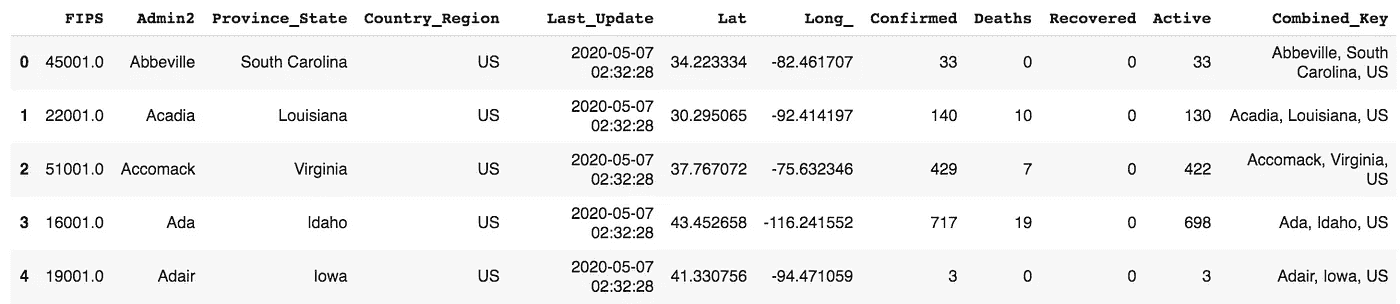 FIPS Admin2 Province_State Country_Region Last_Update Lat Long_ Confirmed Deaths Recovered Active Combined_Key
0 45001.0 Abbeville South Carolina US 2020-05-07 02:32:28 34.223334 -82.461707 33 0 0 33 Abbeville, South Carolina, US
1 22001.0 Acadia Louisiana US 2020-05-07 02:32:28 30.295065 -92.414197 140 10 0 130 Acadia, Louisiana, US
2 51001.0 Accomack Virginia US 2020-05-07 02:32:28 37.767072 -75.632346 429 7 0 422 Accomack, Virginia, US
3 16001.0 Ada Idaho US 2020-05-07 02:32:28 43.452658 -116.241552 717 19 0 698 Ada, Idaho, US
4 19001.0 Adair Iowa US 2020-05-07 02:32:28 41.330756 -94.471059 3 0 0 3 Adair, Iowa, US